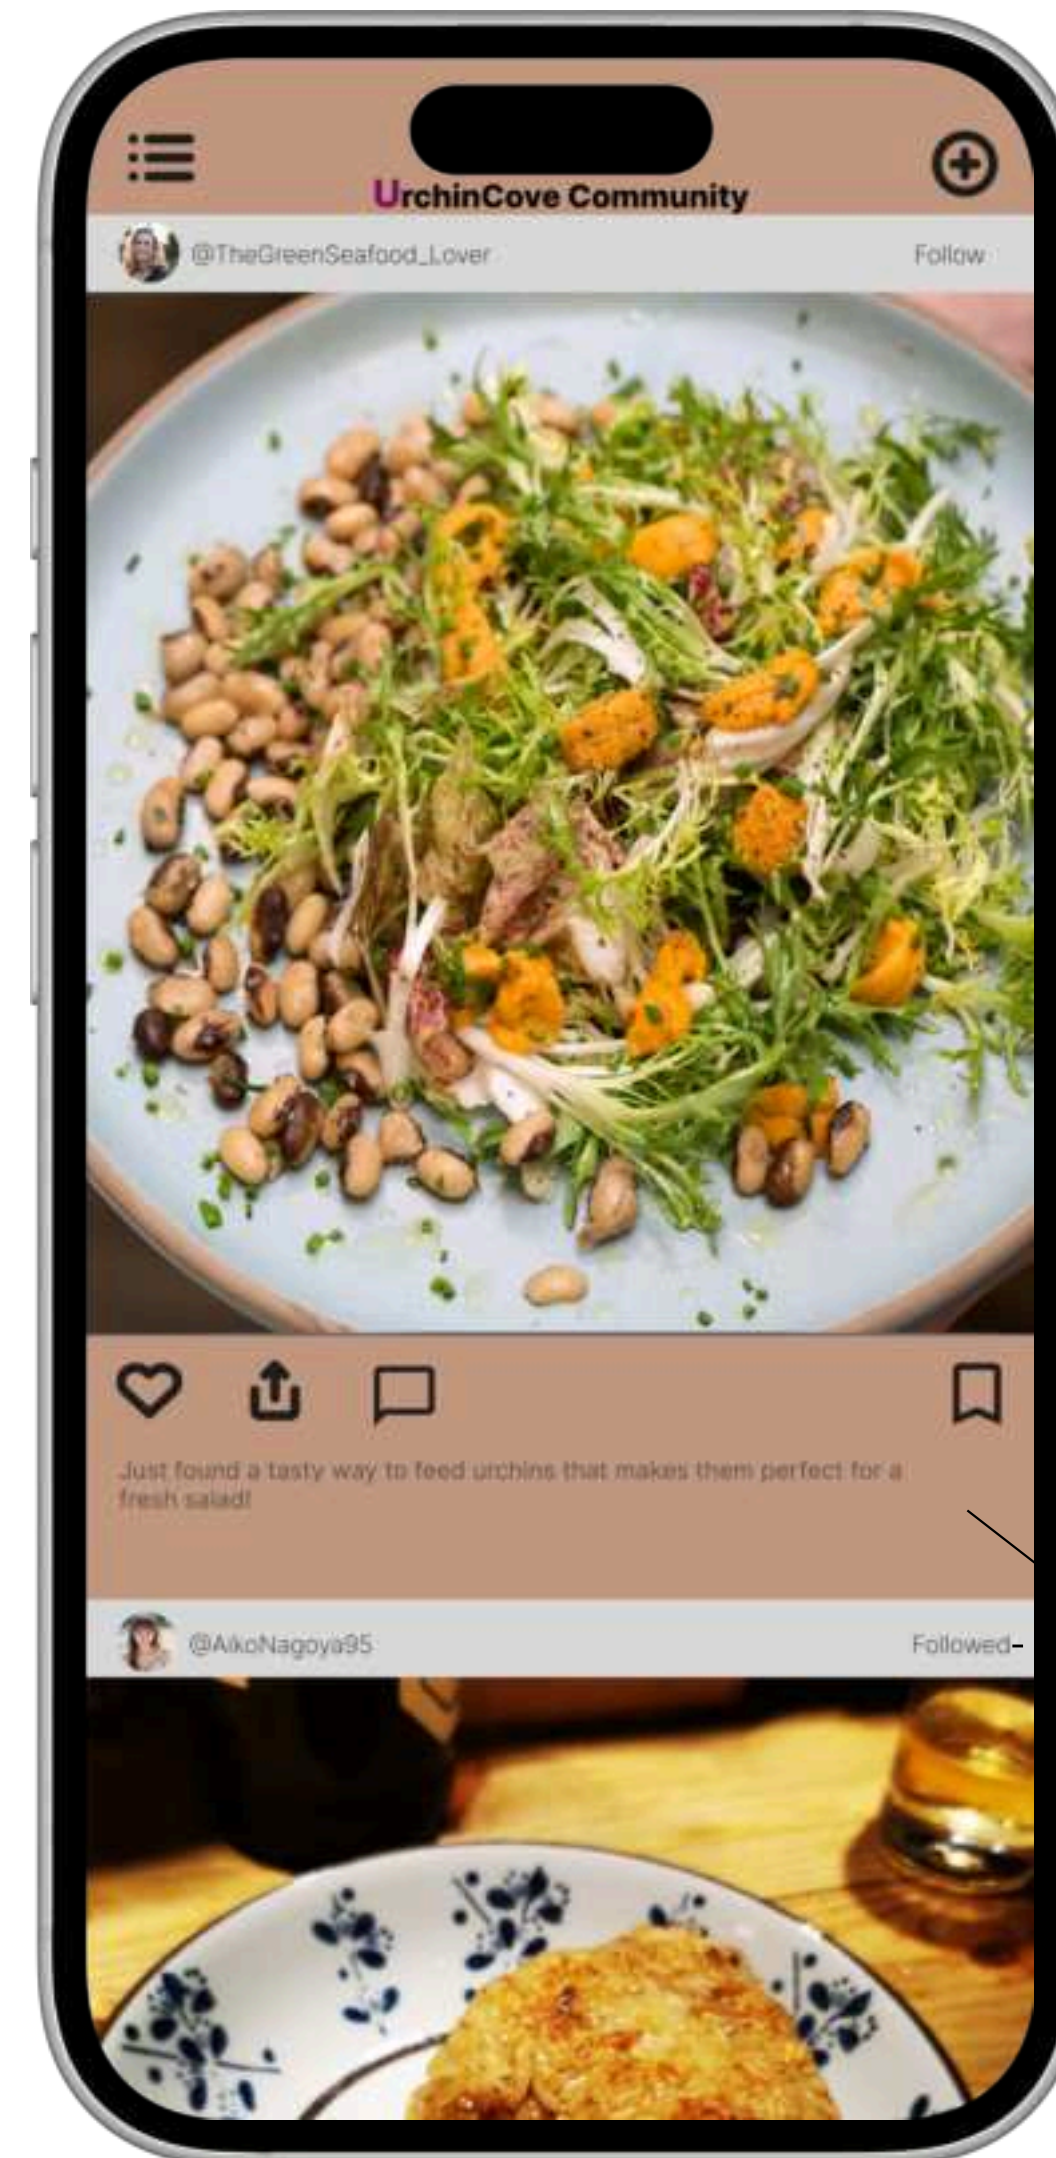 UrchinCove Community
@TheGreenSeafood_Lover
Follow
Just found a tasty way to feed urchins that makes them perfect for a
fresh salad!
@AikoNagoya95
Followed